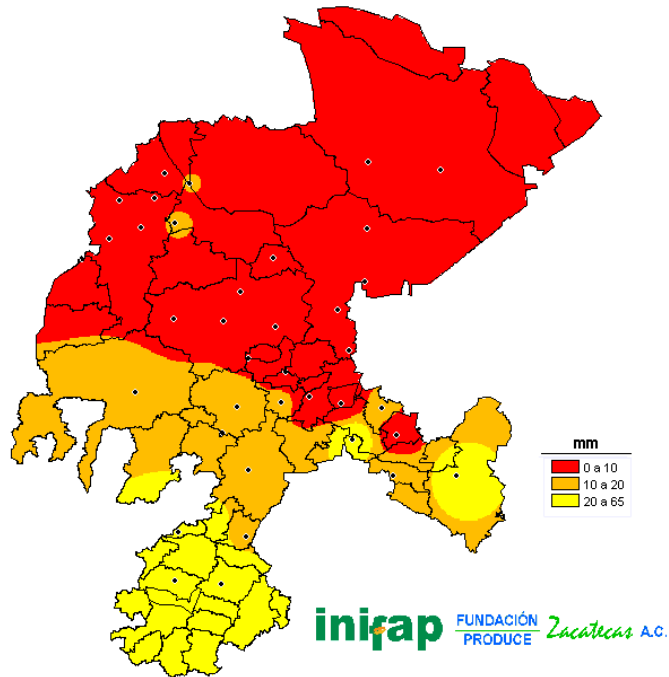 mm
0 a 10
10 a 20
20 a 65
inifap
FUNDACIÓN
PRODUCE
Zacatecas A.C.